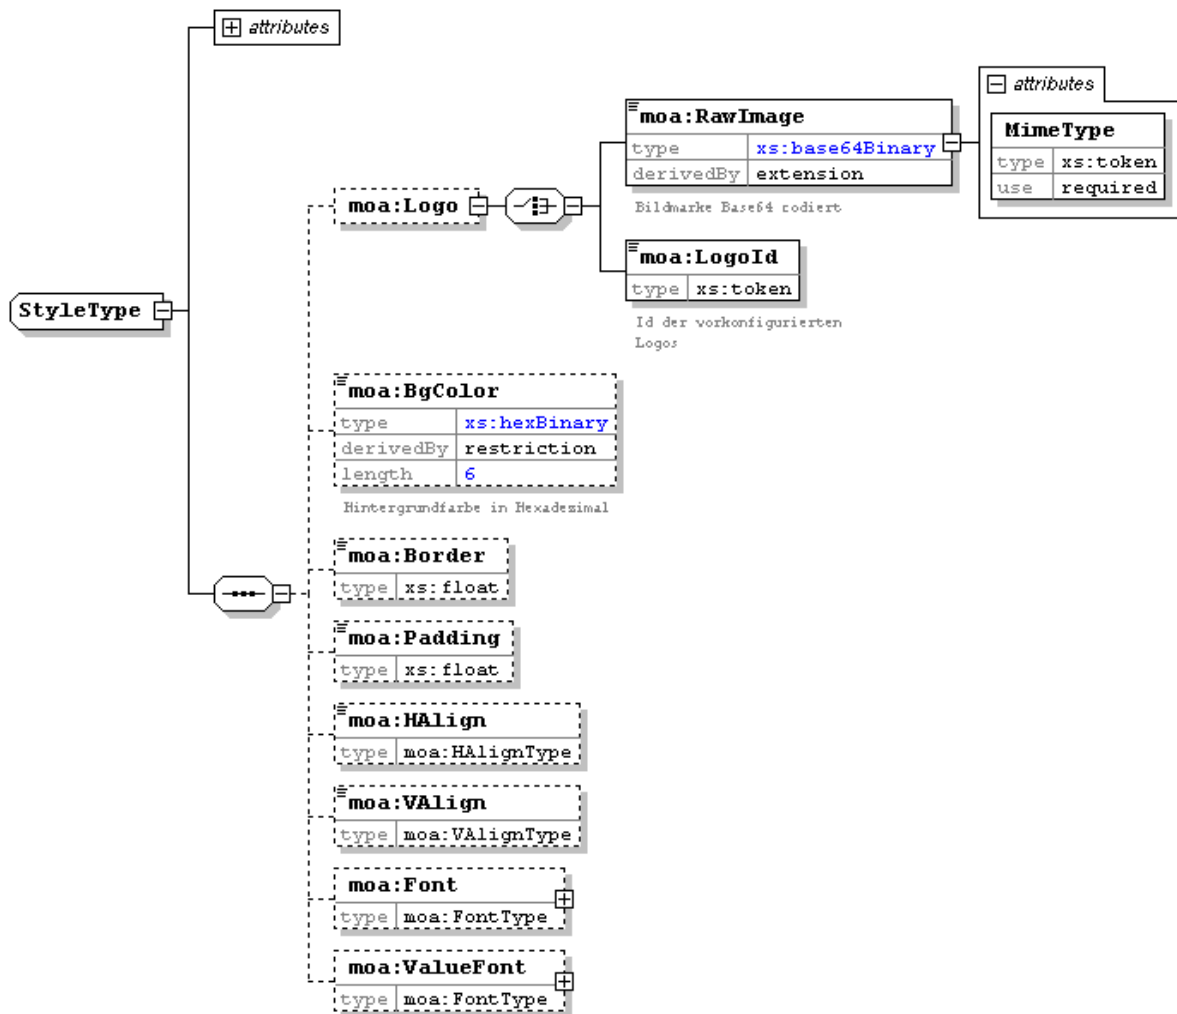 attributes
attributes
moa:RawImage
type xs:base64Binary
derivedBy extension
Bildmarke Base64 codiert
MimeType
type xs:token
use required
moa:Logo
moa:LogoId
type xs:token
Id der vorkonfigurierten
Logos
StyleType
moa:BgColor
type xs:hexBinary
derivedBy restriction
length 6
Hintergrundfarbe in Hexadezimal
moa:Border
type xs:float
moa:Padding
type xs:float
moa:HAlign
type moa:HAlignType
moa:VAlign
type moa:VAlignType
moa:Font
type moa:FontType
moa:ValueFont
type moa:FontType